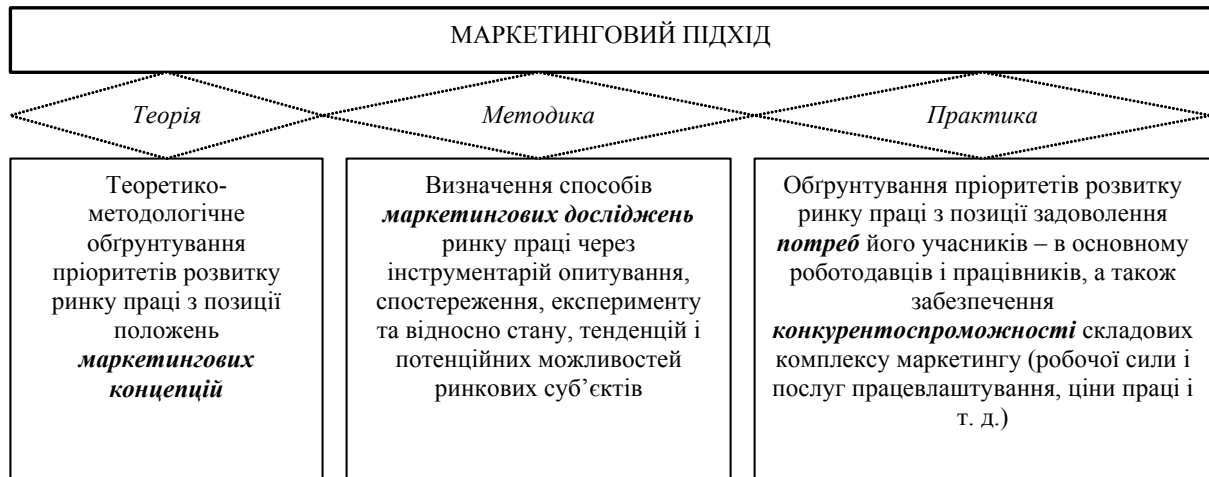 МАРКЕТИНГОВИЙ ПІДХІД
Теорія
Методика
Практика
Теоретико-
методологічне
обґрунтування
пріоритетів розвитку
ринку праці з позиції
положень
маркетингових
концепцій
Визначення способів
маркетингових досліджень
ринку праці через
інструментарій опитування,
спостереження, експерименту
та відносно стану, тенденцій і
потенційних можливостей
ринкових суб’єктів
Обґрунтування пріоритетів розвитку
ринку праці з позиції задоволення
потреб його учасників – в основному
роботодавців і працівників, а також
забезпечення
конкурентоспроможності складових
комплексу маркетингу (робочої сили і
послуг працевлаштування, ціни праці і
т. д.)